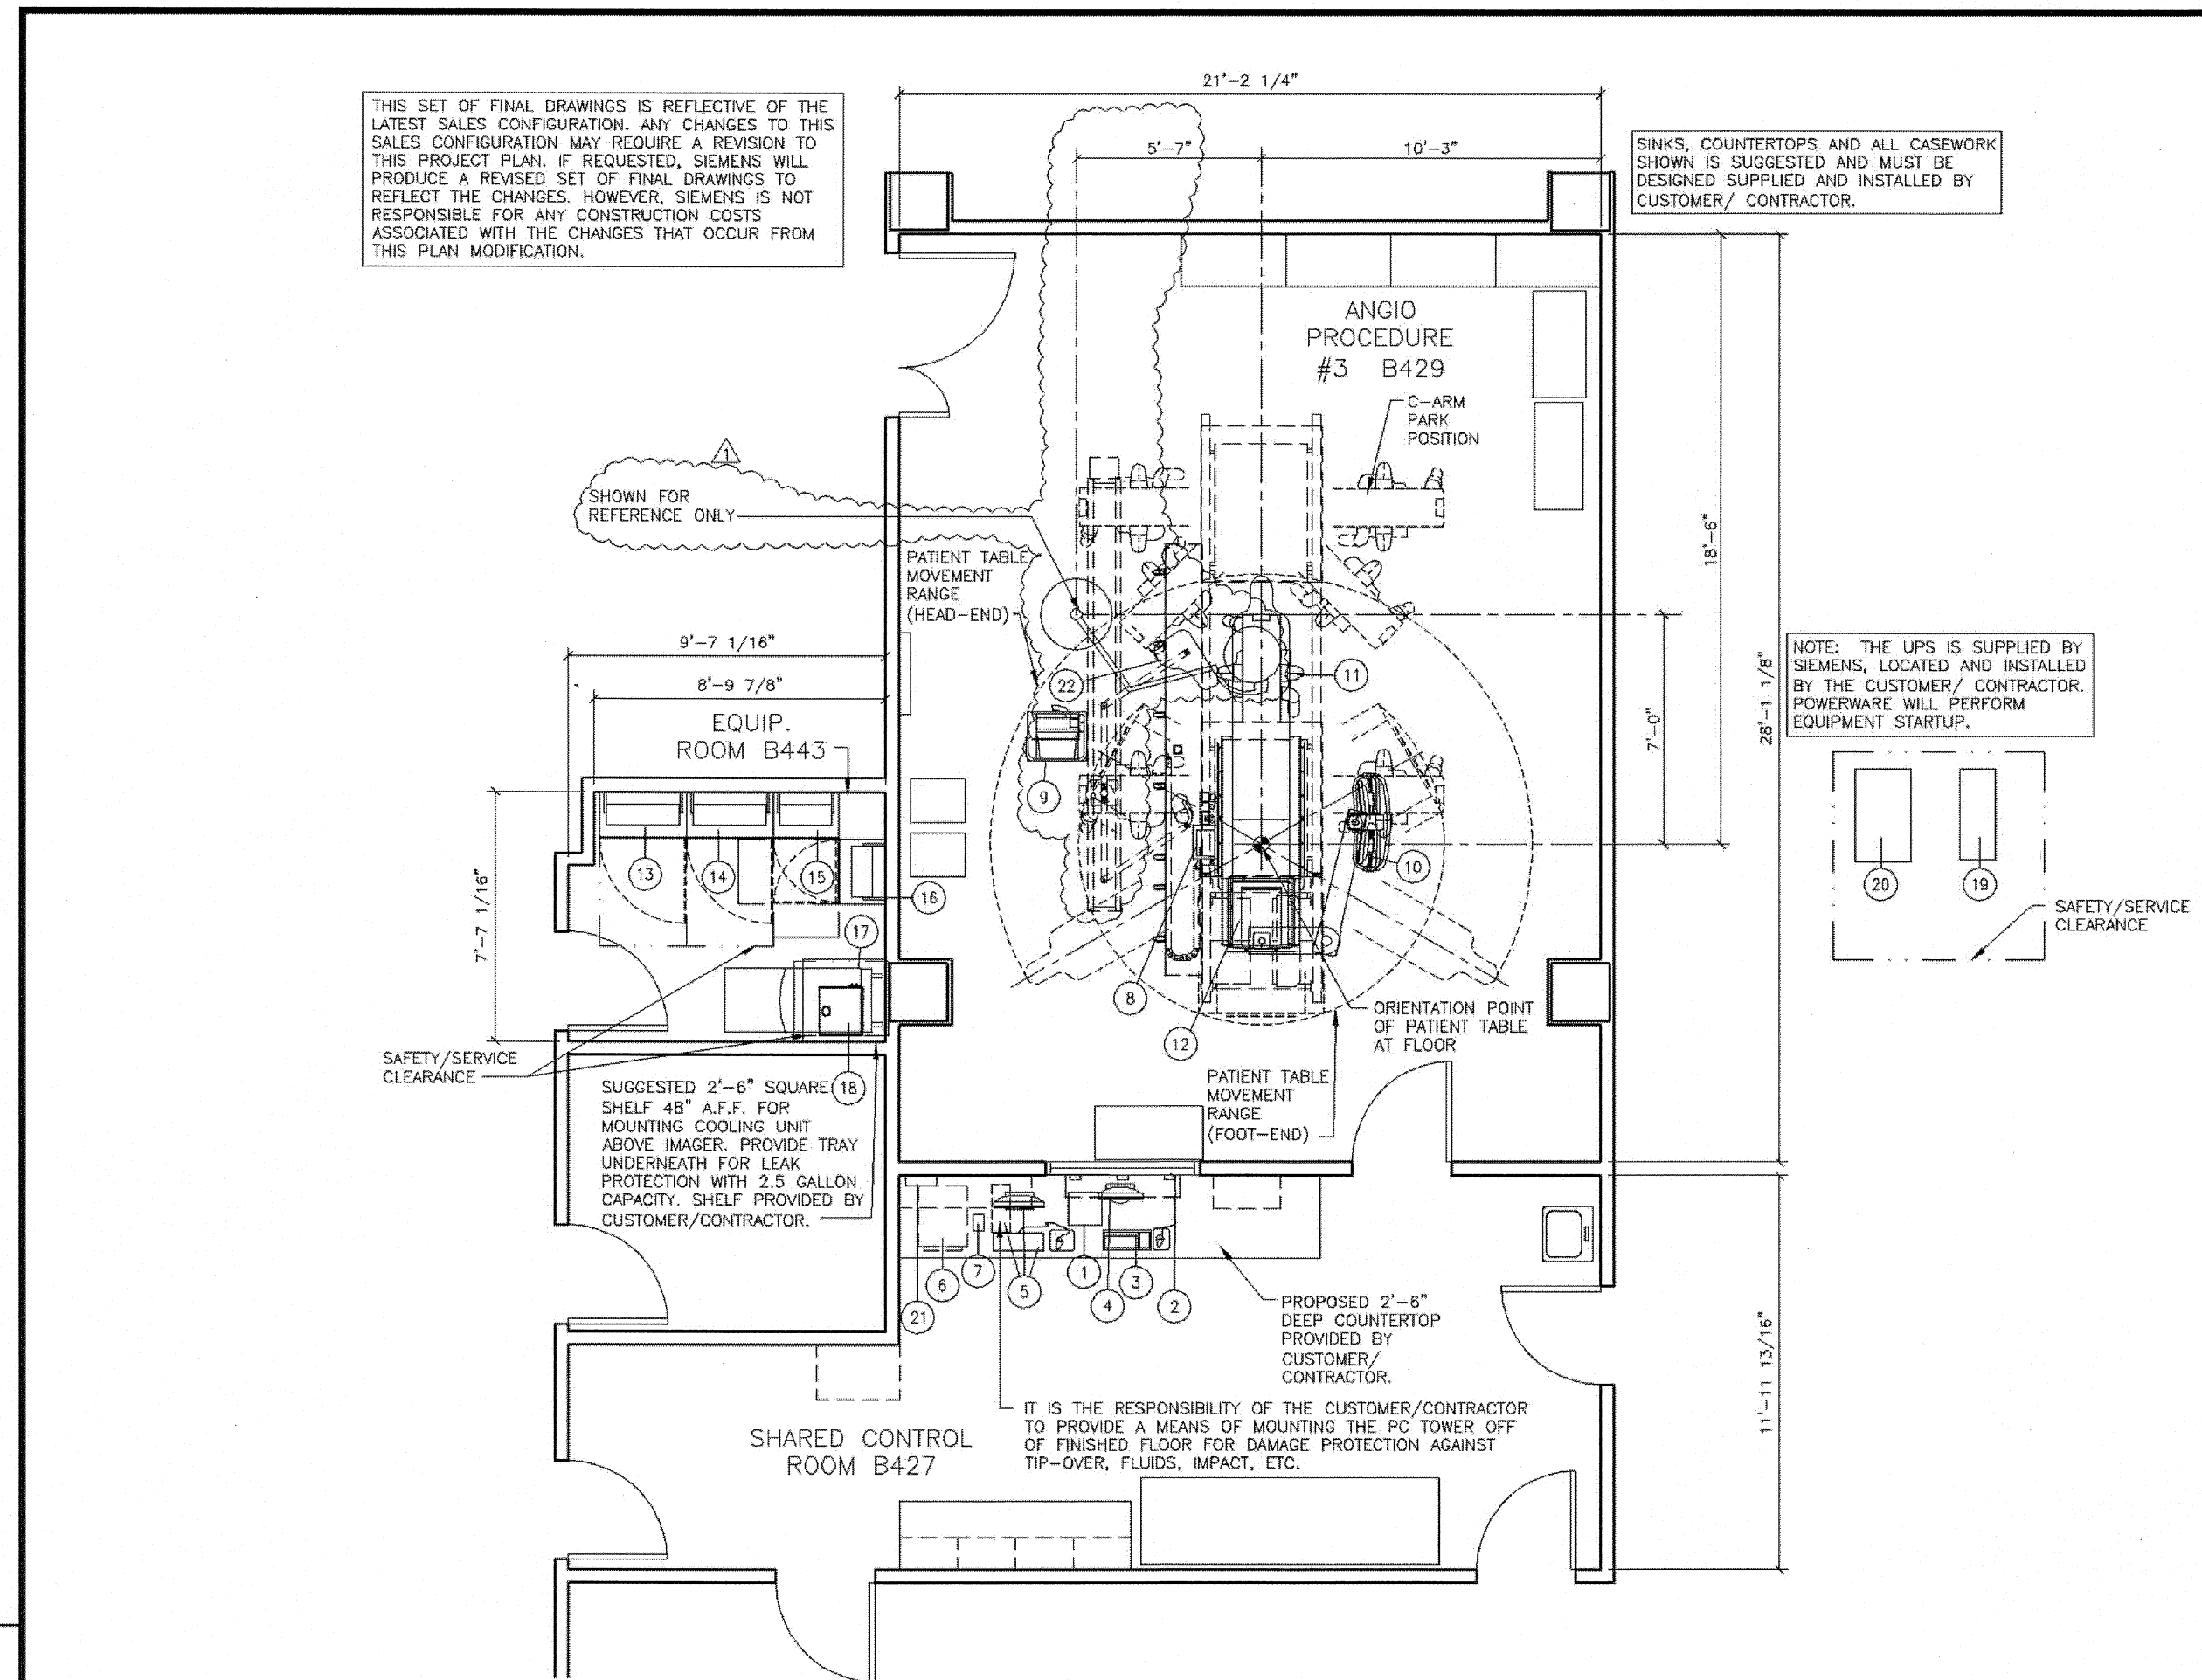 THIS SET OF FINAL DRAWINGS IS REFLECTIVE OF THE
LATEST SALES CONFIGURATION. ANY CHANGES TO THIS
SALES CONFIGURATION MAY REQUIRE A REVISION TO
THIS PROJECT PLAN. IF REQUESTED, SIEMENS WILL
PRODUCE A REVISED SET OF FINAL DRAWINGS TO
REFLECT THE CHANGES. HOWEVER, SIEMENS IS NOT
RESPONSIBLE FOR ANY CONSTRUCTION COSTS
ASSOCIATED WITH THE CHANGES THAT OCCUR FROM
THIS PLAN MODIFICATION.
21'-2 1/4"
5'-7"
10'-3"
SINKS, COUNTERTOPS AND ALL CASEWORK
SHOWN IS SUGGESTED AND MUST BE
DESIGNED SUPPLIED AND INSTALLED BY
CUSTOMER/ CONTRACTOR.
ANGIO
PROCEDURE
#3 B429
C-ARM
PARK
POSITION
1
SHOWN FOR
REFERENCE ONLY
PATIENT TABLE
MOVEMENT
RANGE
(HEAD-END)
18'-6"
28'-1 1/8"
7'-0"
9'-7 1/16"
8'-9 7/8"
EQUIP.
ROOM B443
22
11
9
10
NOTE: THE UPS IS SUPPLIED BY
SIEMENS, LOCATED AND INSTALLED
BY THE CUSTOMER/ CONTRACTOR.
POWERWARE WILL PERFORM
EQUIPMENT STARTUP.
20
19
SAFETY/SERVICE
CLEARANCE
7'-7 1/16"
13
14
15
16
17
8
12
ORIENTATION POINT
OF PATIENT TABLE
AT FLOOR
SAFETY/SERVICE
CLEARANCE
18
SUGGESTED 2'-6" SQUARE
SHELF 48" A.F.F. FOR
MOUNTING COOLING UNIT
ABOVE IMAGER. PROVIDE TRAY
UNDERNEATH FOR LEAK
PROTECTION WITH 2.5 GALLON
CAPACITY. SHELF PROVIDED BY
CUSTOMER/CONTRACTOR.
PATIENT TABLE
MOVEMENT
RANGE
(FOOT-END)
6
7
5
1
4
3
2
21
PROPOSED 2'-6"
DEEP COUNTERTOP
PROVIDED BY
CUSTOMER/
CONTRACTOR.
11'-11 13/16"
IT IS THE RESPONSIBILITY OF THE CUSTOMER/CONTRACTOR
TO PROVIDE A MEANS OF MOUNTING THE PC TOWER OFF
OF FINISHED FLOOR FOR DAMAGE PROTECTION AGAINST
TIP-OVER, FLUIDS, IMPACT, ETC.
SHARED CONTROL
ROOM B427